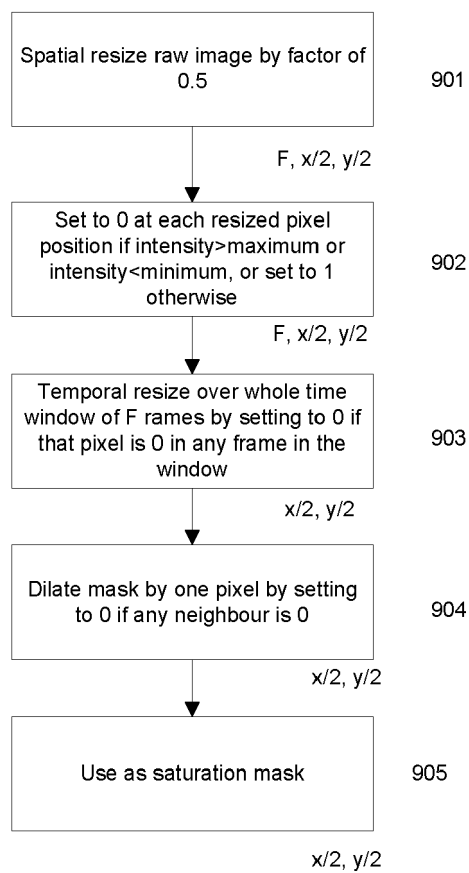 Spatial resize raw image by factor of
0.5
901
F, x/2, y/2
Set to 0 at each resized pixel
position if intensity>maximum or
intensity<minimum, or set to 1
otherwise
902
F, x/2, y/2
Temporal resize over whole time
window of F rames by setting to 0 if
that pixel is 0 in any frame in the
window
903
x/2, y/2
Dilate mask by one pixel by setting
to 0 if any neighbour is 0
904
x/2, y/2
Use as saturation mask
905
x/2, y/2